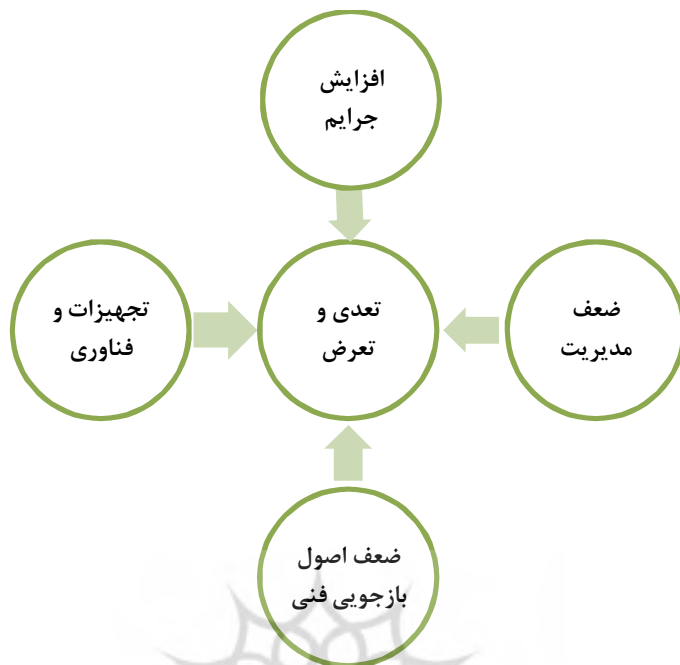 افزایش
جرایم
ضعف
مدیریت
تعدی و
تعرض
تجهیزات و
فناوری
ضعف اصول
بازجویی فنی